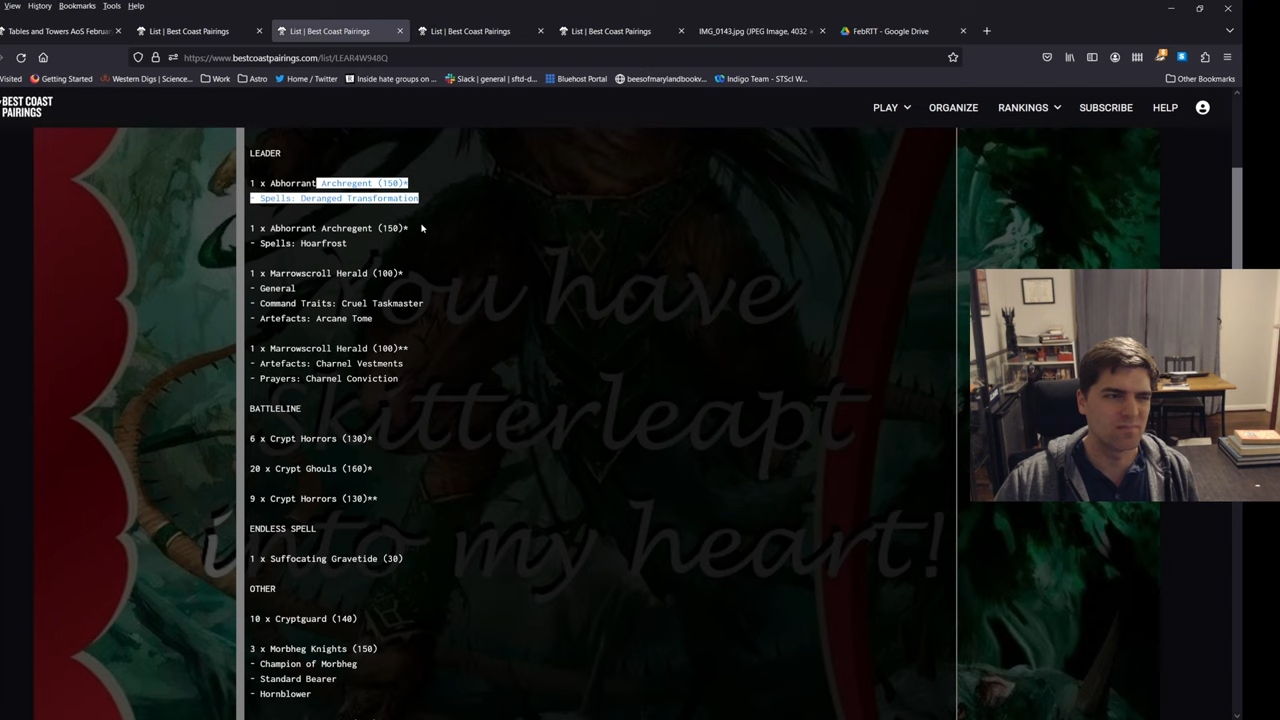 View History Bookmarks Tools Help
Tables and Towers AoS Februar
List | Best Coast Pairings
List | Best Coast Pairings
List | Best Coast Pairings
List | Best Coast Pairings
IMG_0143.jpg (JPEG Image, 4032
FebRTT - Google Drive
https://www.bestcoastpairings.com/list/LEAR4W948Q
Visited Getting Started Western Digs | Science... Work Astro Home / Twitter Inside hate groups on ... Slack | general | sftd-d... Bluehost Portal beesofmarylandbookv... Indigo Team - STScI W... Other Bookmarks
BEST COAST
PAIRINGS
PLAY ORGANIZE RANKINGS SUBSCRIBE HELP
LEADER
1 x Abhorrant Archregent (150)*
- Spells: Deranged Transformation
1 x Abhorrant Archregent (150)*
- Spells: Hoarfrost
1 x Marrowscroll Herald (100)*
- General
- Command Traits: Cruel Taskmaster
- Artefacts: Arcane Tome
1 x Marrowscroll Herald (100)**
- Artefacts: Charnel Vestments
- Prayers: Charnel Conviction
BATTLELINE
6 x Crypt Horrors (130)*
20 x Crypt Ghouls (160)*
9 x Crypt Horrors (130)**
ENDLESS SPELL
1 x Suffocating Gravetide (30)
OTHER
10 x Cryptguard (140)
3 x Morbheg Knights (150)
- Champion of Morbheg
- Standard Bearer
- Hornblower
You have
Skitterleapt
into my heart!